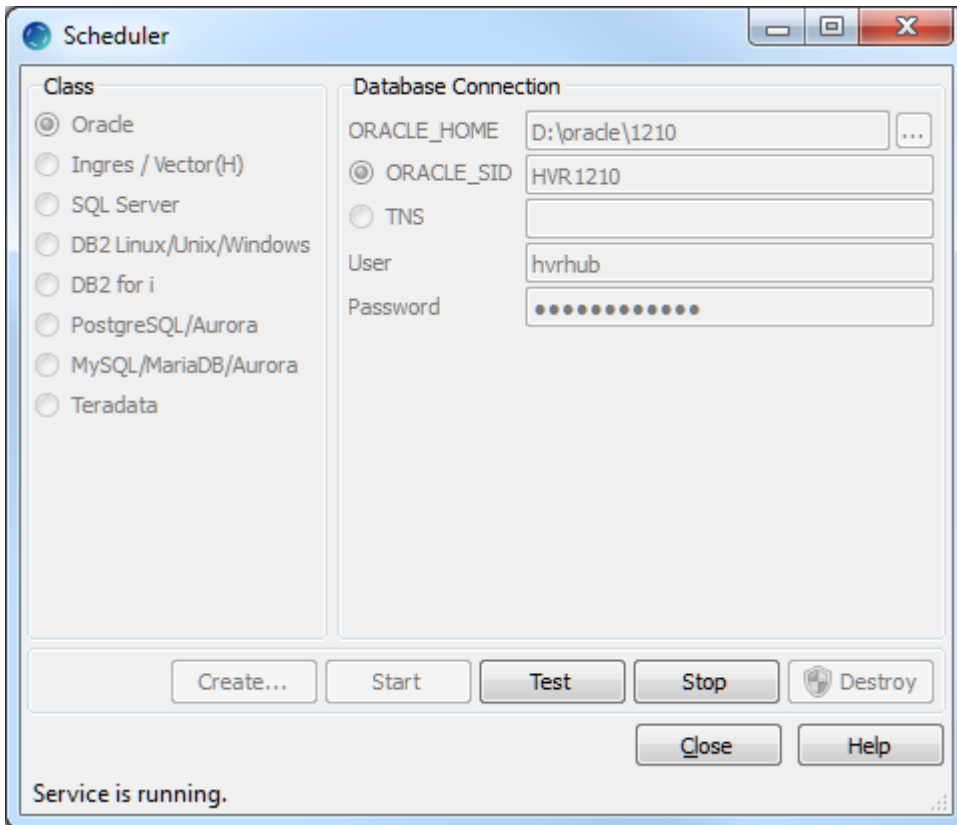 Scheduler
Class
Oracle
Ingres / Vector(H)
SQL Server
DB2 Linux/Unix/Windows
DB2 for i
PostgreSQL/Aurora
MySQL/MariaDB/Aurora
Teradata
Database Connection
ORACLE_HOME D:\oracle\1210 ...
ORACLE_SID HVR1210
TNS
User hvrhub
Password ●●●●●●●●●●●●
Create... Start Test Stop Destroy
Close Help
Service is running.